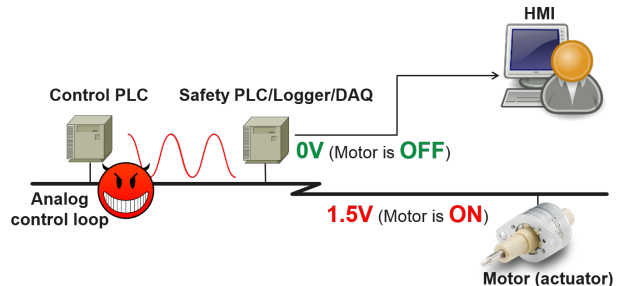 HMI
Control PLC
Safety PLC/Logger/DAQ
0V (Motor is OFF)
Analog
control loop
1.5V (Motor is ON)
Motor (actuator)